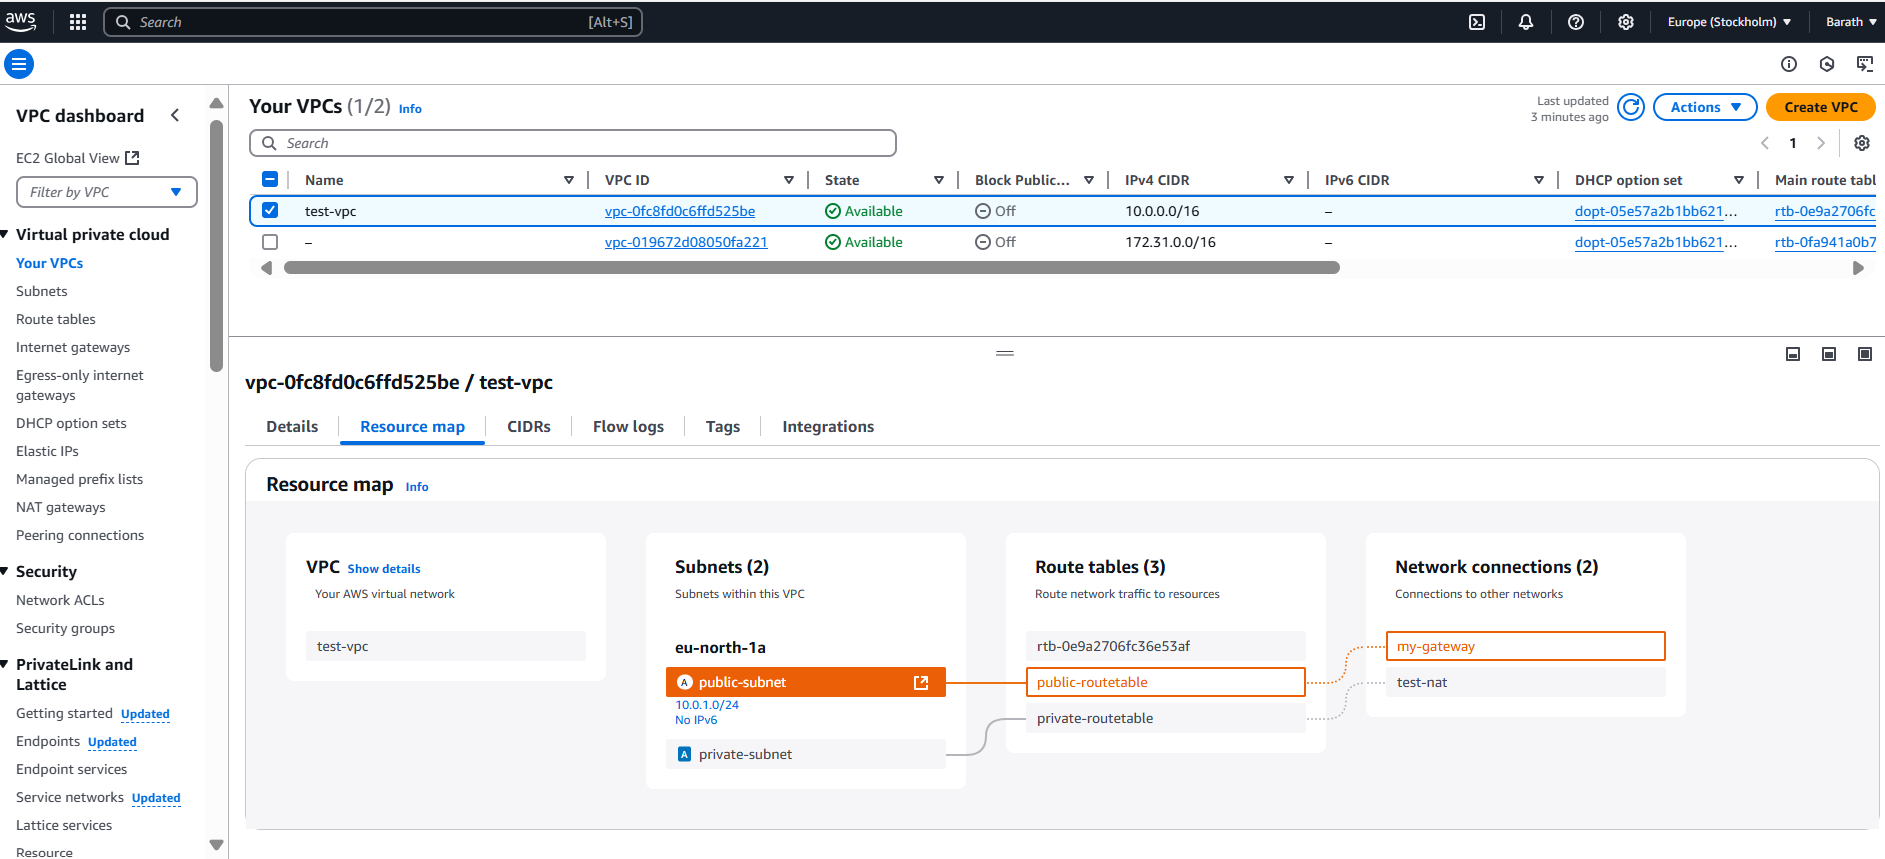 aws
Search [Alt+S]
Europe (Stockholm)
Barath
VPC dashboard
EC2 Global View
Filter by VPC
Virtual private cloud
Your VPCs
Subnets
Route tables
Internet gateways
Egress-only internet
gateways
DHCP option sets
Elastic IPs
Managed prefix lists
NAT gateways
Peering connections
Security
Network ACLs
Security groups
PrivateLink and
Lattice
Getting started Updated
Endpoints Updated
Endpoint services
Service networks Updated
Lattice services
Resource
Your VPCs (1/2) Info
Last updated
3 minutes ago
Actions
Create VPC
Search
1
Name VPC ID State Block Public... IPv4 CIDR IPv6 CIDR DHCP option set Main route tabl
test-vpc vpc-0fc8fd0c6ffd525be Available Off 10.0.0.0/16 – dopt-05e57a2b1bb621... rtb-0e9a2706fc
– vpc-019672d08050fa221 Available Off 172.31.0.0/16 – dopt-05e57a2b1bb621... rtb-0fa941a0b7
vpc-0fc8fd0c6ffd525be / test-vpc
Details Resource map CIDRs Flow logs Tags Integrations
Resource map Info
VPC Show details
Your AWS virtual network
test-vpc
Subnets (2)
Subnets within this VPC
eu-north-1a
A public-subnet
10.0.1.0/24
No IPv6
A private-subnet
Route tables (3)
Route network traffic to resources
rtb-0e9a2706fc36e53af
public-routetable
private-routetable
Network connections (2)
Connections to other networks
my-gateway
test-nat